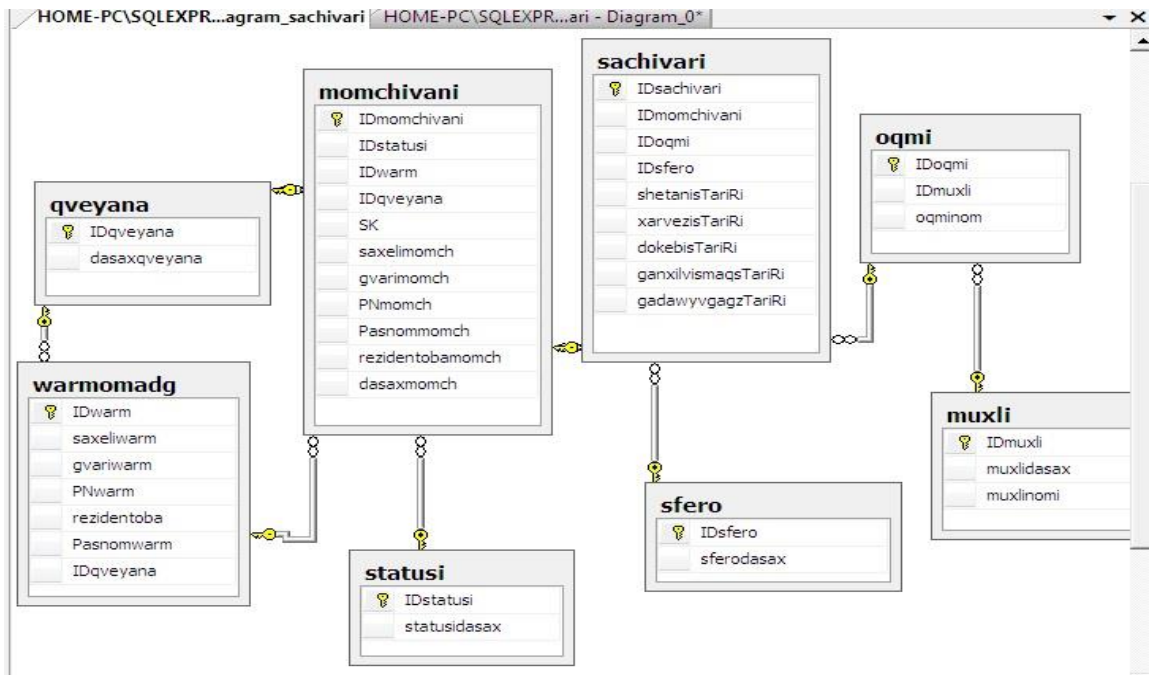 HOME-PC\SQLEXPR...agram_sachivari HOME-PC\SQLEXPR...ari - Diagram_0*
qveyana
IDqveyana
dasaxqveyana
warmomadg
IDwarm
saxeliwarm
gvariwarm
PNwarm
rezidentoba
Pasnomwarm
IDqveyana
momchivani
IDmomchivani
IDstatusi
IDwarm
IDqveyana
SK
saxelimomch
gvarimomch
PNmomch
Pasnommomch
rezidentobamomch
dasaxmomch
statusi
IDstatusi
statusidasax
sachivari
IDsachivari
IDmomchivani
IDoqmi
IDsfero
shetanisTariRi
xarvezisTariRi
dokebisTariRi
ganxilvismaqsTariRi
gadawyvgagzTariRi
sfero
IDsfero
sferodasax
oqmi
IDoqmi
IDmuxli
oqminom
muxli
IDmuxli
muxlidasax
muxlinomi